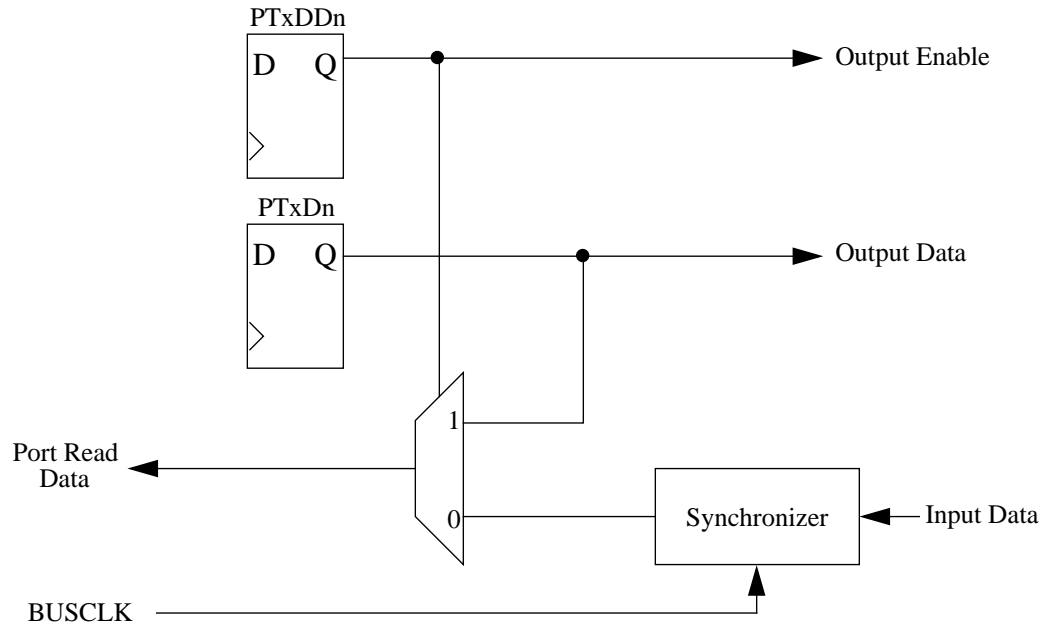 PTxDDn
D Q
Output Enable
PTxDn
D Q
Output Data
1
Port Read
Data
0
Synchronizer
Input Data
BUSCLK